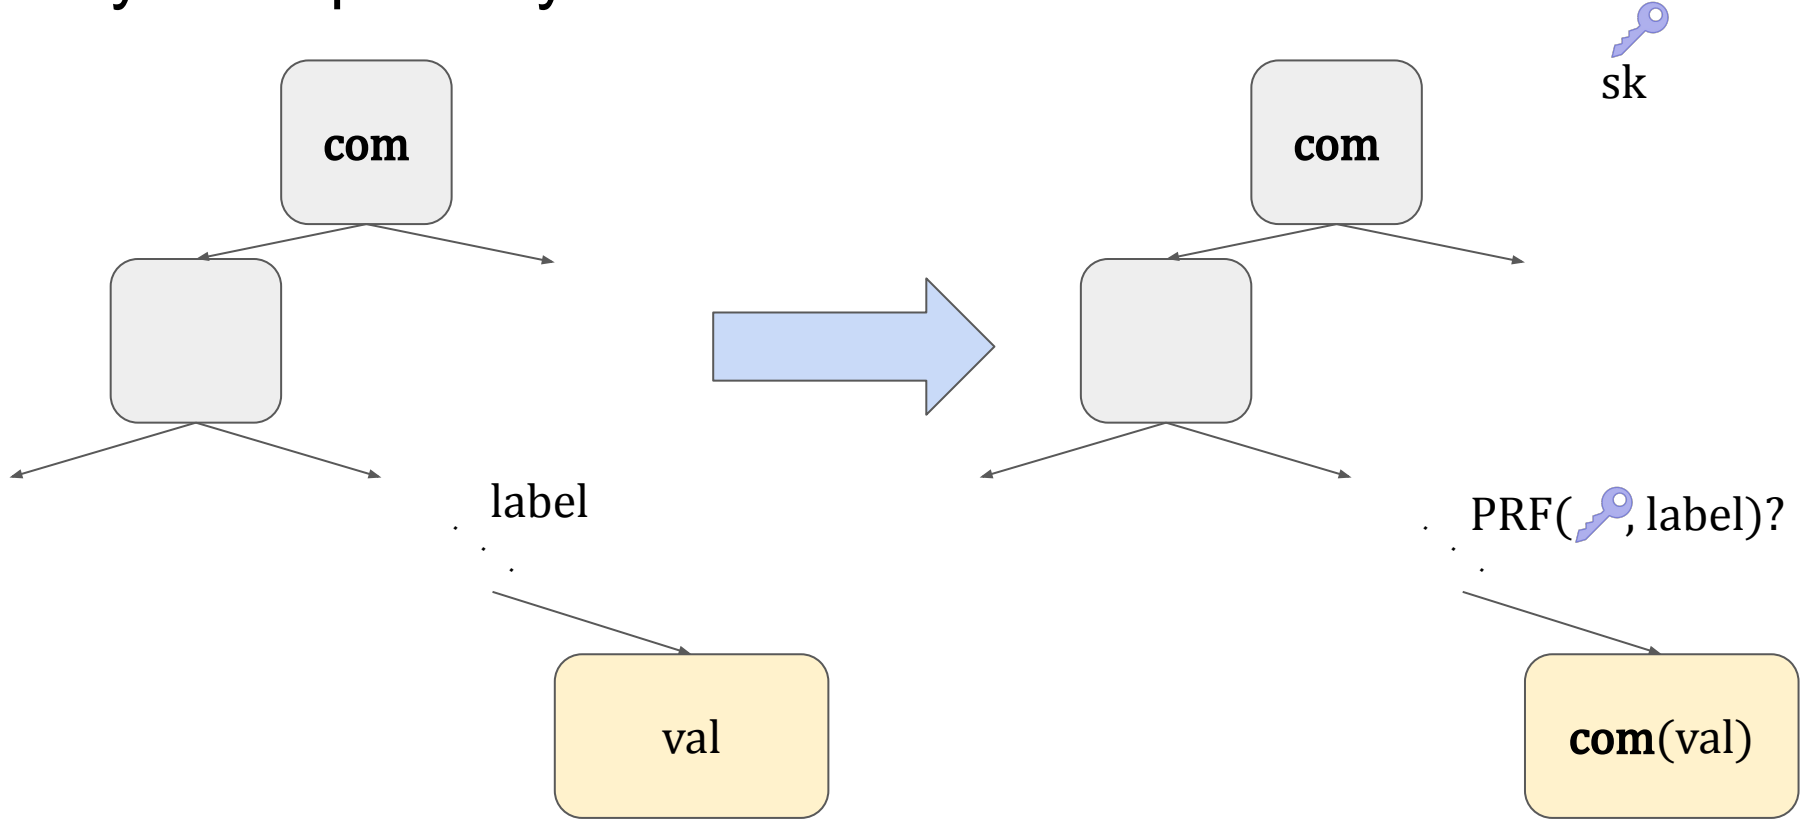 sk
com
com
label
PRF( , label)?
val
com(val)